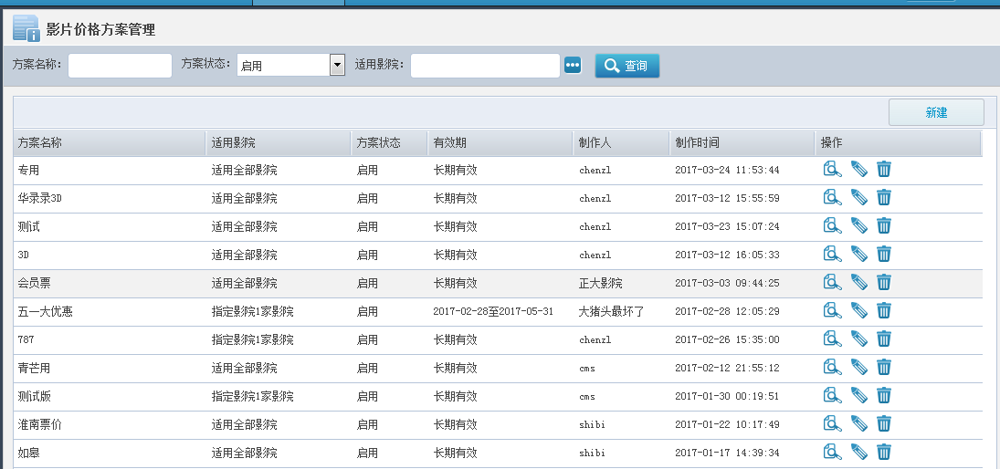 影片价格方案管理
方案名称: 方案状态: 启用 适用影院: 查询
新建
方案名称 适用影院 方案状态 有效期 制作人 制作时间 操作
专用 适用全部影院 启用 长期有效 chenzl 2017-03-24 11:53:44
华录录3D 适用全部影院 启用 长期有效 chenzl 2017-03-12 15:55:59
测试 适用全部影院 启用 长期有效 chenzl 2017-03-23 15:07:24
3D 适用全部影院 启用 长期有效 chenzl 2017-03-12 16:05:33
会员票 适用全部影院 启用 长期有效 正大影院 2017-03-03 09:44:25
五一大优惠 指定影院1家影院 启用 2017-02-28至2017-05-31 大猪头最坏了 2017-02-28 12:05:29
787 指定影院1家影院 启用 长期有效 chenzl 2017-02-26 15:35:00
青芒用 适用全部影院 启用 长期有效 cms 2017-02-12 21:55:12
测试版 指定影院1家影院 启用 长期有效 cms 2017-01-30 00:19:51
淮南票价 适用全部影院 启用 长期有效 shibi 2017-01-22 10:17:49
如皋 适用全部影院 启用 长期有效 shibi 2017-01-17 14:39:34